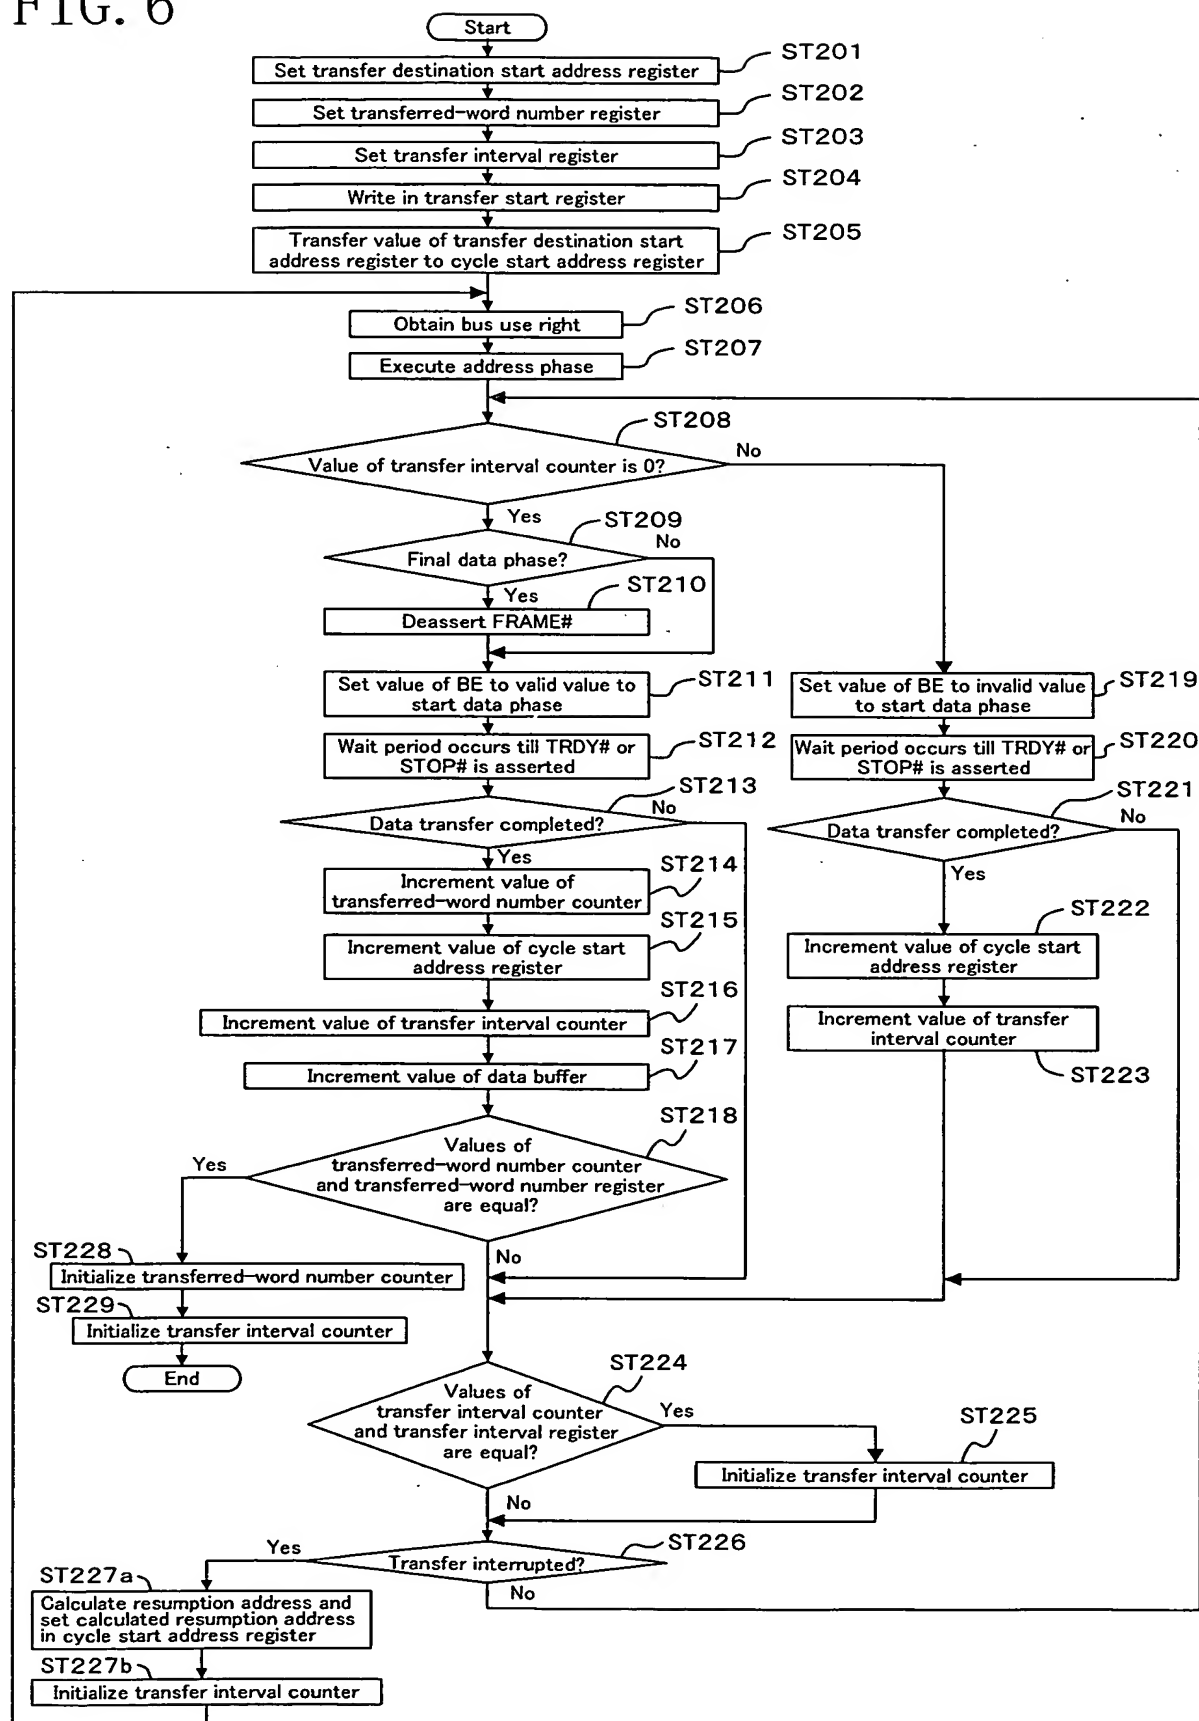 FIG. 6
Start
Set transfer destination start address register
ST201
Set transferred-word number register
ST202
Set transfer interval register
ST203
Write in transfer start register
ST204
Transfer value of transfer destination start
address register to cycle start address register
ST205
Obtain bus use right
ST206
Execute address phase
ST207
ST208
Value of transfer interval counter is 0?
No
Yes
ST209
Final data phase?
No
Yes
ST210
Deassert FRAME#
Set value of BE to valid value to
start data phase
ST211
Set value of BE to invalid value
to start data phase
ST219
Wait period occurs till TRDY# or
STOP# is asserted
ST212
Wait period occurs till TRDY# or
STOP# is asserted
ST220
ST213
Data transfer completed?
No
Yes
ST221
Data transfer completed?
No
Yes
ST214
Increment value of
transferred-word number counter
ST215
Increment value of cycle start
address register
ST222
Increment value of cycle start
address register
ST216
Increment value of transfer interval counter
Increment value of transfer
interval counter
ST223
ST217
Increment value of data buffer
ST218
Values of
transferred-word number counter
and transferred-word number register
are equal?
Yes
No
ST228
Initialize transferred-word number counter
ST229
Initialize transfer interval counter
End
ST224
Values of
transfer interval counter
and transfer interval register
are equal?
Yes
No
ST225
Initialize transfer interval counter
ST226
Transfer interrupted?
Yes
No
ST227a
Calculate resumption address and
set calculated resumption address
in cycle start address register
ST227b
Initialize transfer interval counter